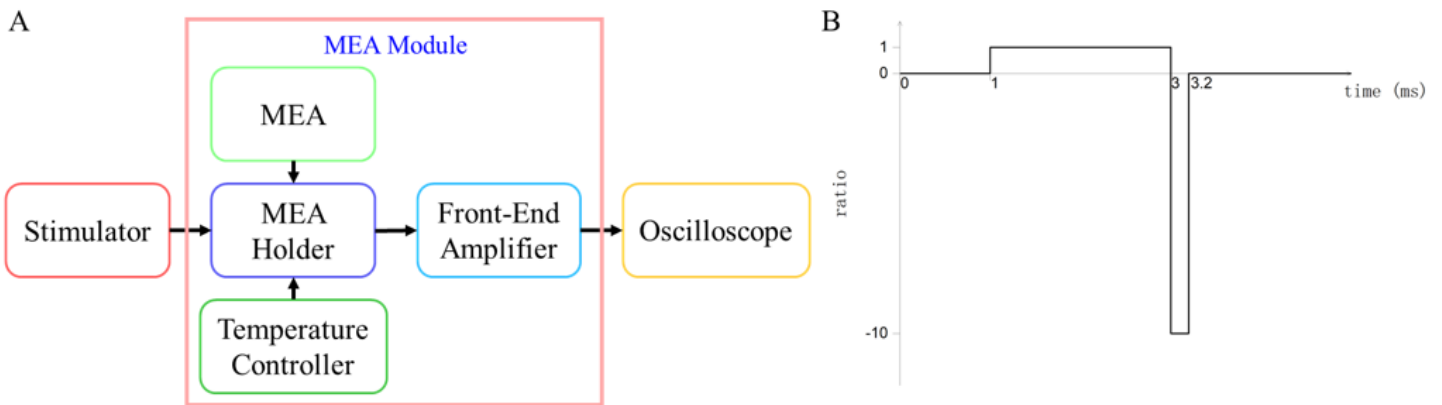 A
MEA Module
MEA
Stimulator
MEA
Holder
Front-End
Amplifier
Oscilloscope
Temperature
Controller
B
1
0
0
1
3
3.2
time (ms)
ratio
-10